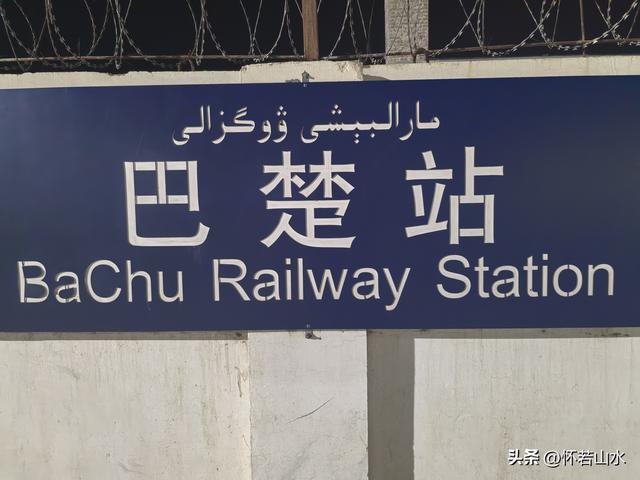 مارالبېشى ۋوگزالى
巴楚站
BaChu Railway Station
头条 @怀若山水